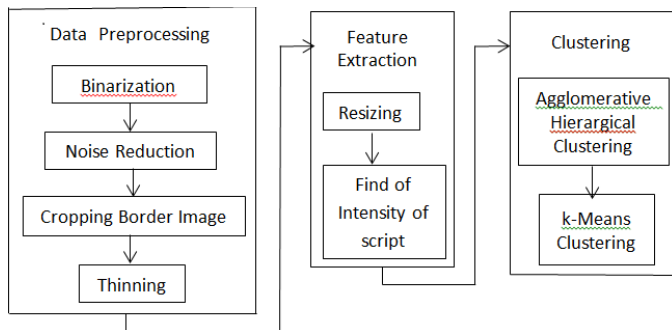 Data Preprocessing
Binarization
Noise Reduction
Cropping Border Image
Thinning
Feature
Extraction
Resizing
Find of
Intensity of
script
Clustering
Agglomerative
Hierargical
Clustering
k-Means
Clustering